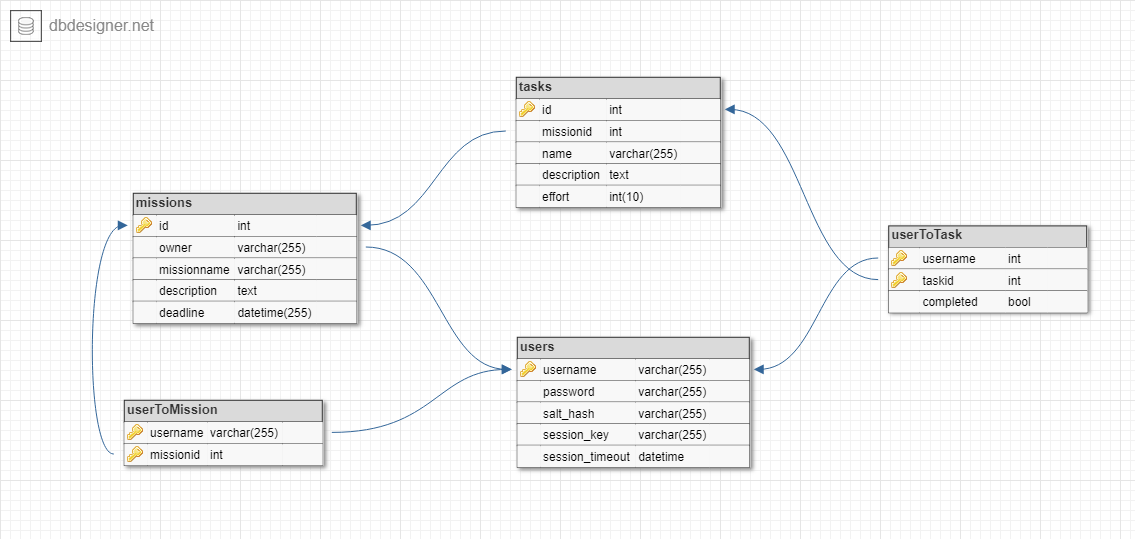 dbdesigner.net
tasks
id int
missionid int
name varchar(255)
description text
effort int(10)
missions
id int
owner varchar(255)
missionname varchar(255)
description text
deadline datetime(255)
userToTask
username int
taskid int
completed bool
users
username varchar(255)
password varchar(255)
salt_hash varchar(255)
session_key varchar(255)
session_timeout datetime
userToMission
username varchar(255)
missionid int